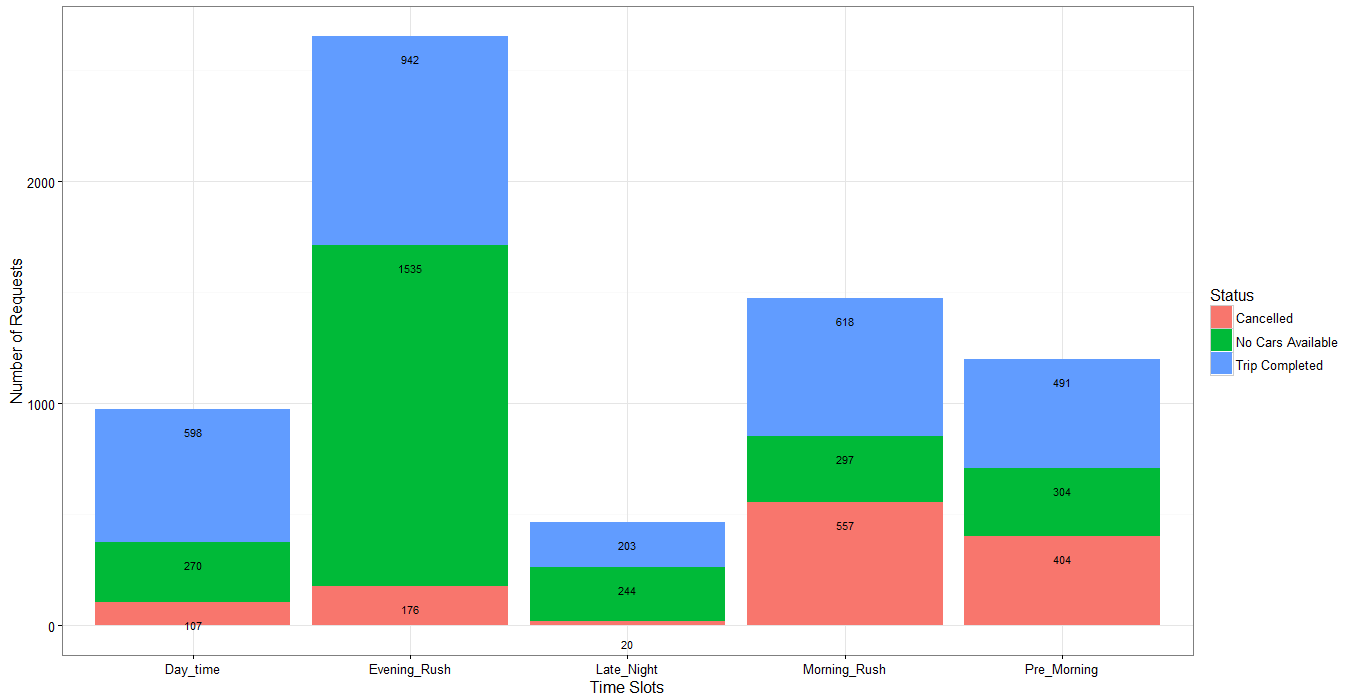 942
2000
1535
Number of Requests
Status
Cancelled
No Cars Available
Trip Completed
618
491
1000
598
297
304
203
557
404
270
244
176
107
0
20
Day_time
Evening_Rush
Late_Night
Morning_Rush
Pre_Morning
Time Slots